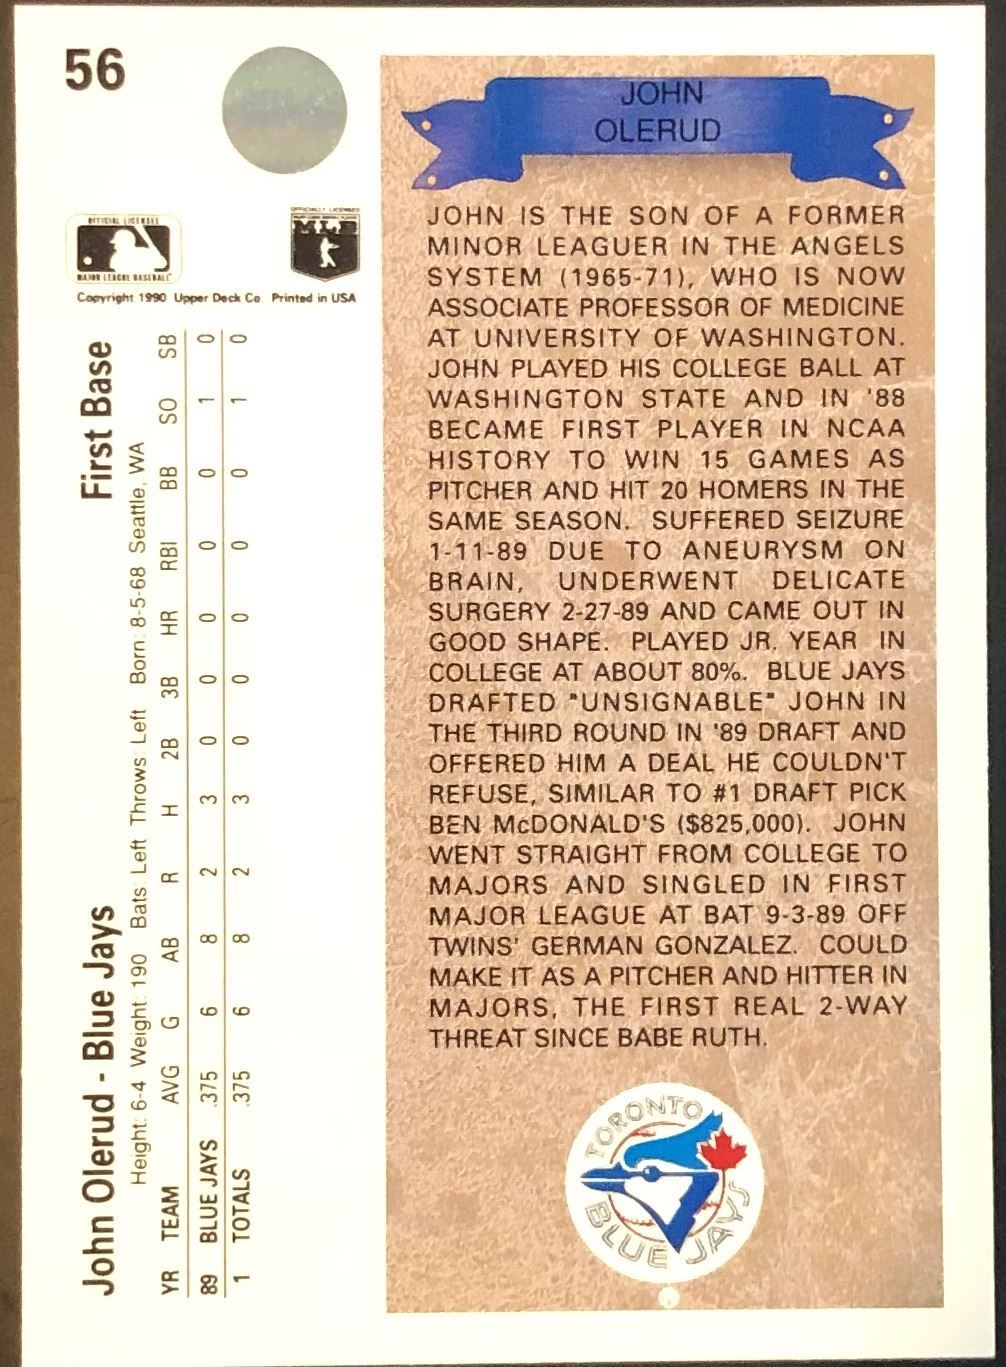 56
OFFICIAL LICENSEE
MAJOR LEAGUE BASEBALL
OFFICIALLY LICENSED
MAJOR LEAGUE BASEBALL PLAYERS
MLB
Copyright 1990 Upper Deck Co Printed in USA
John Olerud - Blue Jays First Base
Height: 6-4 Weight: 190 Bats: Left Throws: Left Born: 8-5-68 Seattle, WA
YR TEAM AVG G AB R H 2B 3B HR RBI BB SO SB
89 BLUE JAYS .375 6 8 2 3 0 0 0 0 0 1 0
1 TOTALS .375 6 8 2 3 0 0 0 0 0 1 0
JOHN
OLERUD
JOHN IS THE SON OF A FORMER
MINOR LEAGUER IN THE ANGELS
SYSTEM (1965-71), WHO IS NOW
ASSOCIATE PROFESSOR OF MEDICINE
AT UNIVERSITY OF WASHINGTON.
JOHN PLAYED HIS COLLEGE BALL AT
WASHINGTON STATE AND IN '88
BECAME FIRST PLAYER IN NCAA
HISTORY TO WIN 15 GAMES AS
PITCHER AND HIT 20 HOMERS IN THE
SAME SEASON. SUFFERED SEIZURE
1-11-89 DUE TO ANEURYSM ON
BRAIN, UNDERWENT DELICATE
SURGERY 2-27-89 AND CAME OUT IN
GOOD SHAPE. PLAYED JR. YEAR IN
COLLEGE AT ABOUT 80%. BLUE JAYS
DRAFTED "UNSIGNABLE" JOHN IN
THE THIRD ROUND IN '89 DRAFT AND
OFFERED HIM A DEAL HE COULDN'T
REFUSE, SIMILAR TO #1 DRAFT PICK
BEN McDONALD'S ($825,000). JOHN
WENT STRAIGHT FROM COLLEGE TO
MAJORS AND SINGLED IN FIRST
MAJOR LEAGUE AT BAT 9-3-89 OFF
TWINS' GERMAN GONZALEZ. COULD
MAKE IT AS A PITCHER AND HITTER IN
MAJORS, THE FIRST REAL 2-WAY
THREAT SINCE BABE RUTH.
TORONTO
BLUE JAYS